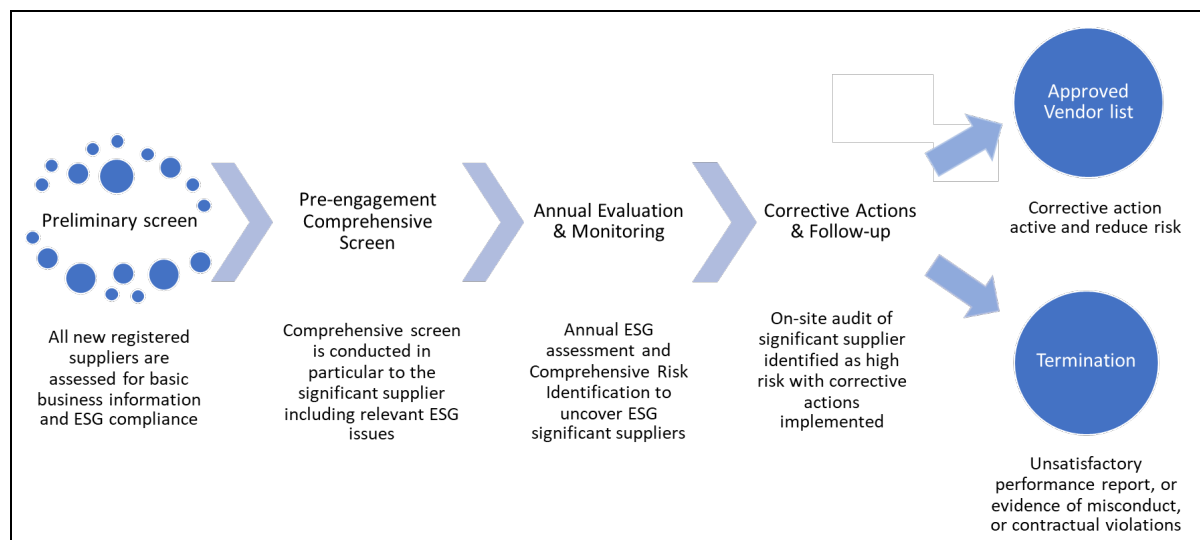 Preliminary screen
All new registered
suppliers are
assessed for basic
business information
and ESG compliance
Pre-engagement
Comprehensive
Screen
Comprehensive screen
is conducted in
particular to the
significant supplier
including relevant ESG
issues
Annual Evaluation
& Monitoring
Annual ESG
assessment and
Comprehensive Risk
Identification to
uncover ESG
significant suppliers
Corrective Actions
& Follow-up
On-site audit of
significant supplier
identified as high
risk with corrective
actions
implemented
Approved
Vendor list
Corrective action
active and reduce risk
Termination
Unsatisfactory
performance report, or
evidence of misconduct,
or contractual violations